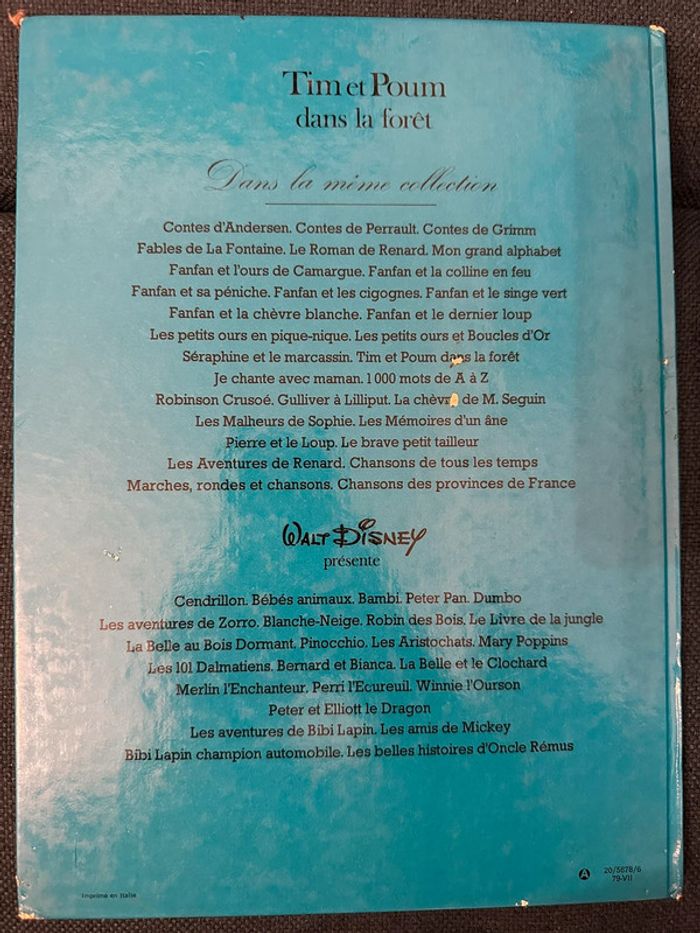 Tim et Poum
dans la forêt
Dans la même collection
Contes d'Andersen. Contes de Perrault. Contes de Grimm
Fables de La Fontaine. Le Roman de Renard. Mon grand alphabet
Fanfan et l'ours de Camargue. Fanfan et la colline en feu
Fanfan et sa péniche. Fanfan et les cigognes. Fanfan et le singe vert
Fanfan et la chèvre blanche. Fanfan et le dernier loup
Les petits ours en pique-nique. Les petits ours et Boucles d'Or
Séraphine et le marcassin. Tim et Poum dans la forêt
Je chante avec maman. 1000 mots de A à Z
Robinson Crusoé. Gulliver à Lilliput. La chèvre de M. Seguin
Les Malheurs de Sophie. Les Mémoires d'un âne
Pierre et le Loup. Le brave petit tailleur
Les Aventures de Renard. Chansons de tous les temps
Marches, rondes et chansons. Chansons des provinces de France
WALT DISNEY
présente
Cendrillon. Bébés animaux. Bambi. Peter Pan. Dumbo
Les aventures de Zorro. Blanche-Neige. Robin des Bois. Le Livre de la jungle
La Belle au Bois Dormant. Pinocchio. Les Aristochats. Mary Poppins
Les 101 Dalmatiens. Bernard et Bianca. La Belle et le Clochard
Merlin l'Enchanteur. Perri l'Ecureuil. Winnie l'Ourson
Peter et Elliott le Dragon
Les aventures de Bibi Lapin. Les amis de Mickey
Bibi Lapin champion automobile. Les belles histoires d'Oncle Rémus
A 20/5678/6
79-VII
Imprimé en Italie